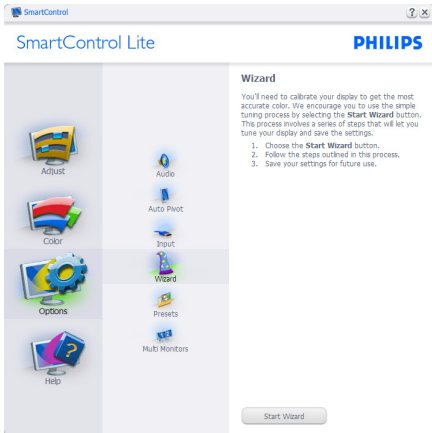 SmartControl
? ×
SmartControl Lite
PHILIPS
Adjust
Color
Options
Help
Audio
Auto Pivot
Input
Wizard
Presets
Multi Monitors
Wizard
You'll need to calibrate your display to get the most
accurate color. We encourage you to use the simple
tuning process by selecting the Start Wizard button.
This process involves a series of steps that will let you
tune your display and save the settings.
1. Choose the Start Wizard button.
2. Follow the steps outlined in this process.
3. Save your settings for future use.
Start Wizard